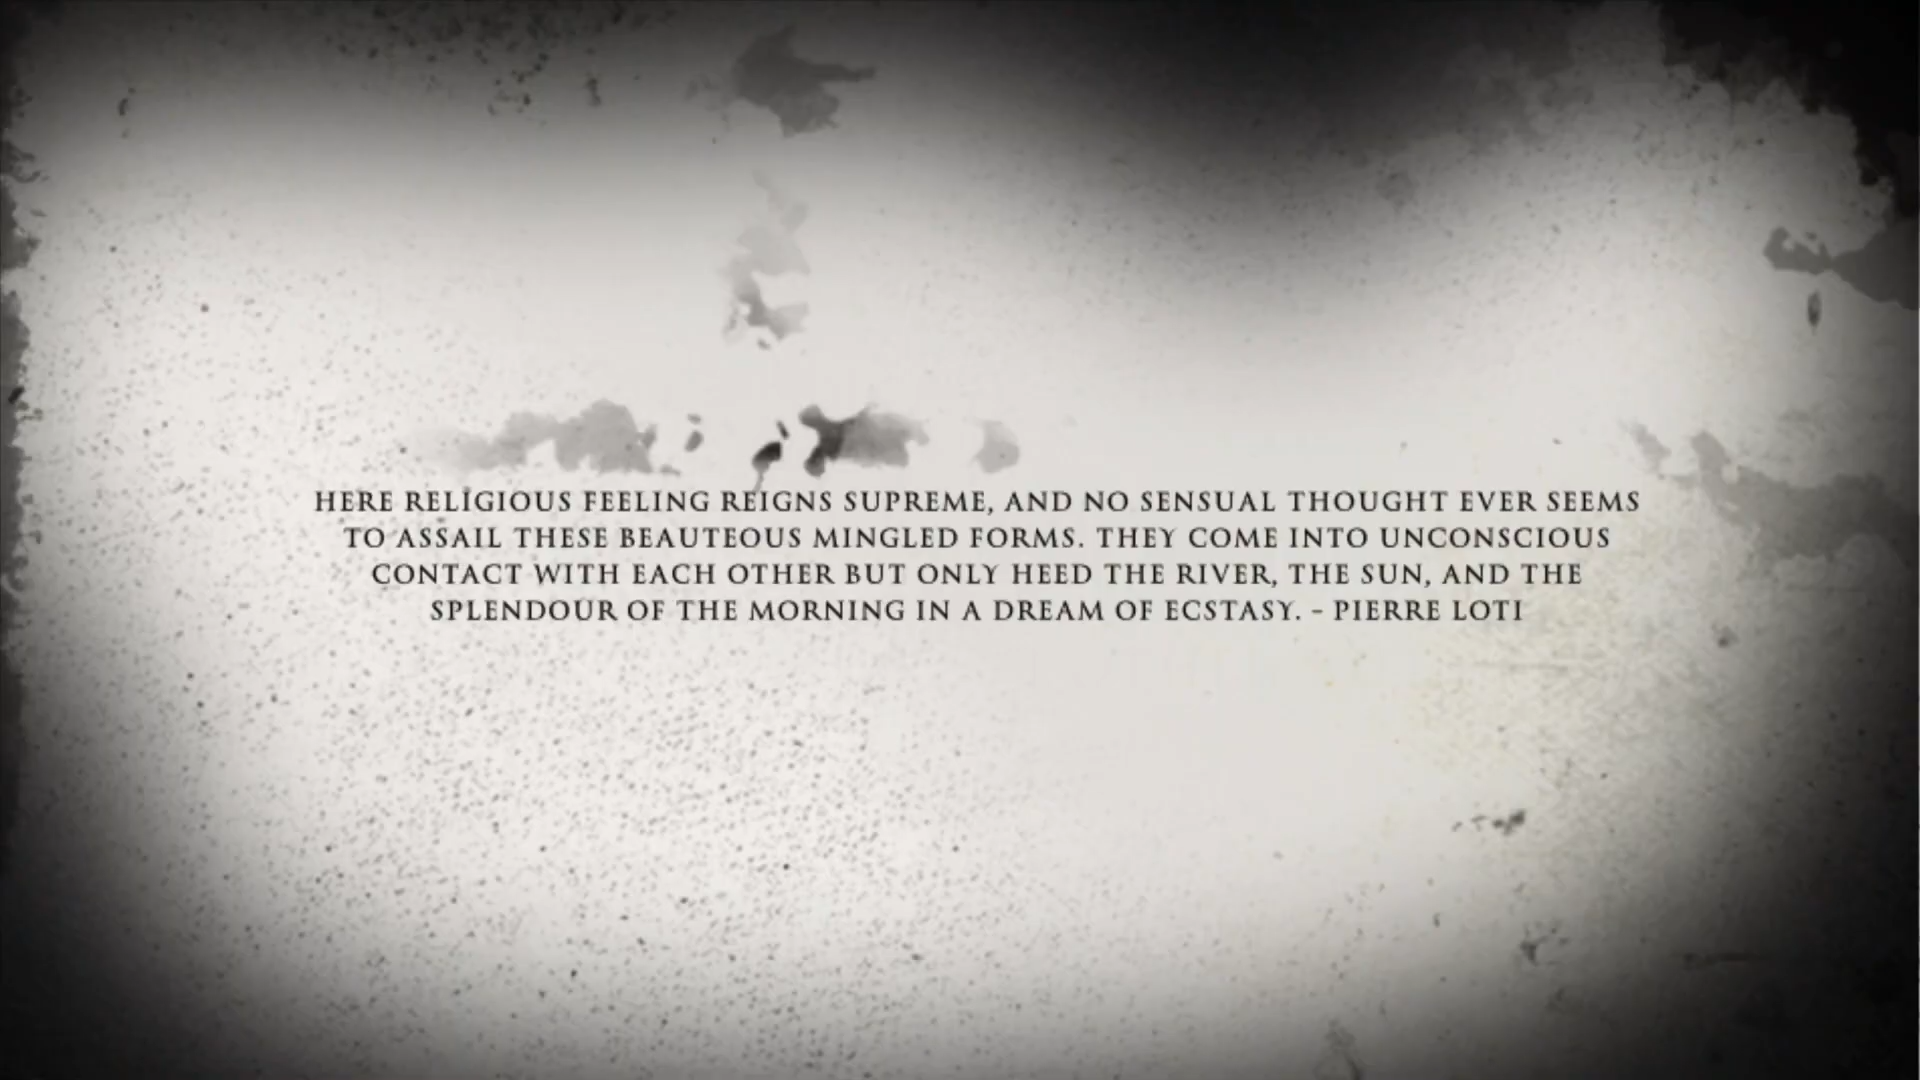 HERE RELIGIOUS FEELING REIGNS SUPREME, AND NO SENSUAL THOUGHT EVER SEEMS
TO ASSAIL THESE BEAUTEOUS MINGLED FORMS. THEY COME INTO UNCONSCIOUS
CONTACT WITH EACH OTHER BUT ONLY HEED THE RIVER, THE SUN, AND THE
SPLENDOUR OF THE MORNING IN A DREAM OF ECSTASY. - PIERRE LOTI